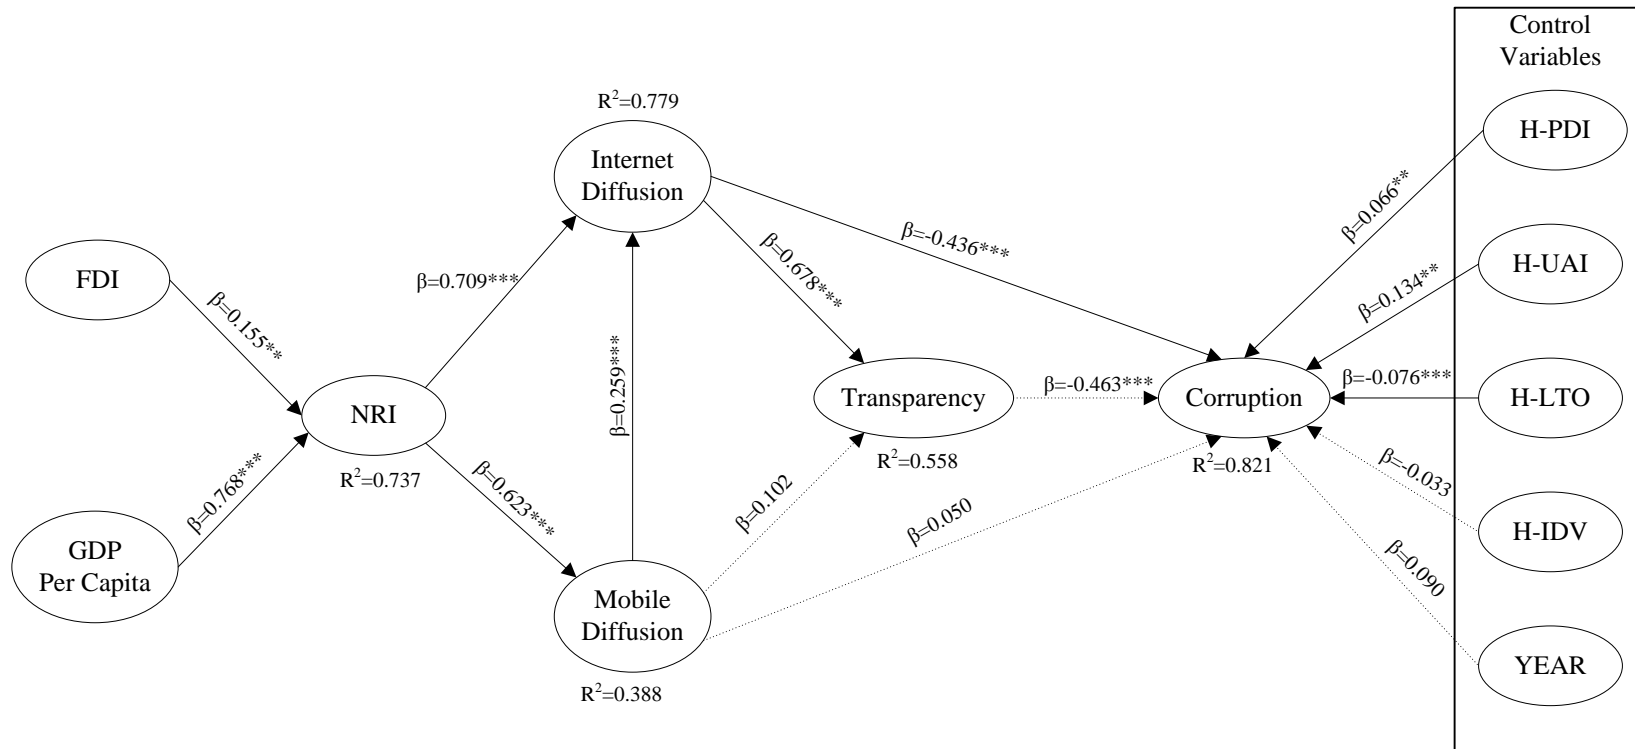 Control
Variables
R²=0.779
H-PDI
Internet
Diffusion
β=0.066**
β=-0.436***
β=0.678***
H-UAI
FDI
β=0.709***
β=0.134**
β=0.155**
β=0.259***
β=-0.463***
β=-0.076***
Transparency
Corruption
H-LTO
NRI
R²=0.558
R²=0.821
R²=0.737
β=-0.033
β=0.768***
β=0.623***
β=0.102
β=0.050
H-IDV
GDP
Per Capita
β=0.090
Mobile
Diffusion
YEAR
R²=0.388